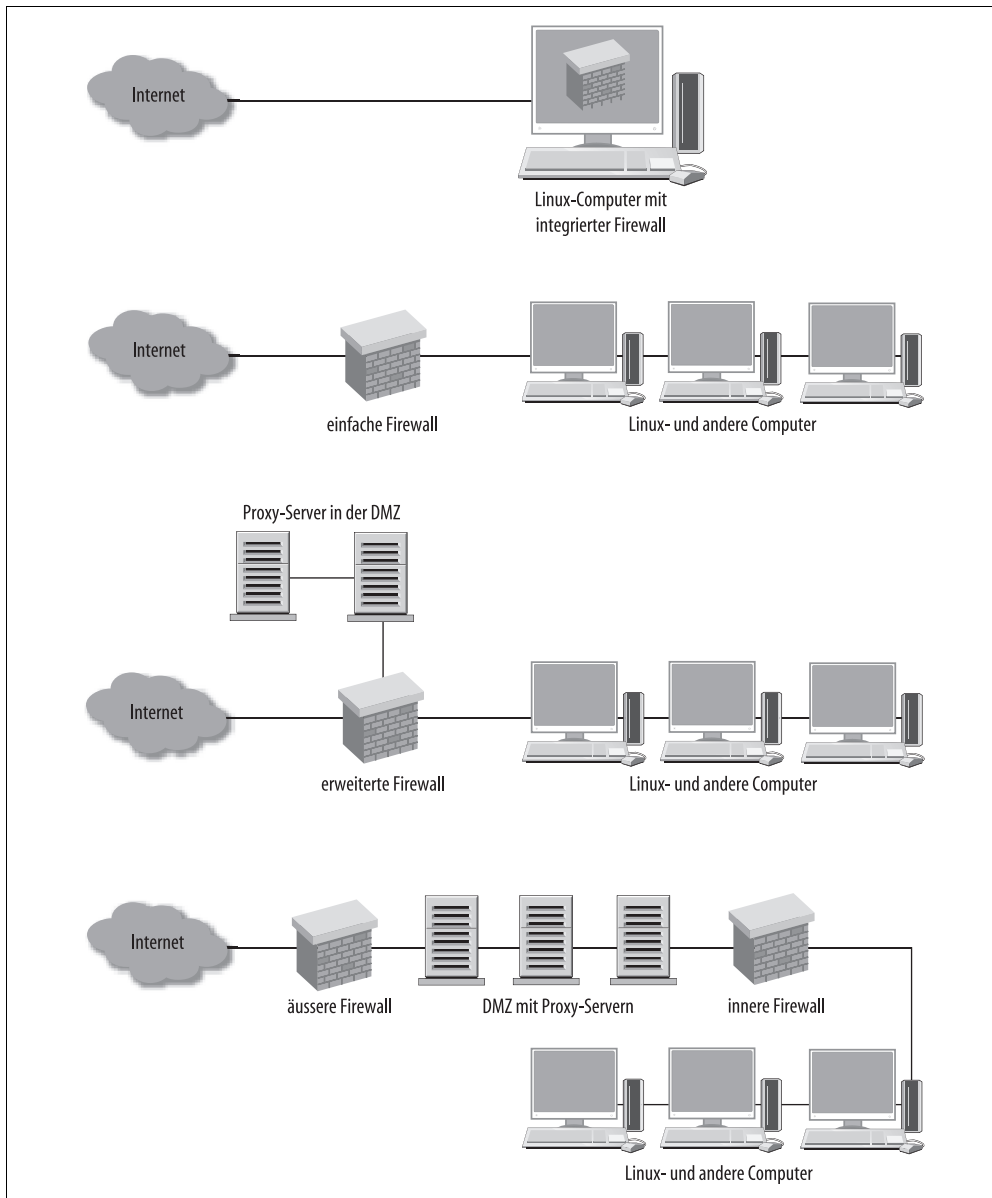 Internet
Linux-Computer mit
integrierter Firewall
Internet
einfache Firewall
Linux- und andere Computer
Proxy-Server in der DMZ
Internet
erweiterte Firewall
Linux- und andere Computer
Internet
äussere Firewall
DMZ mit Proxy-Servern
innere Firewall
Linux- und andere Computer